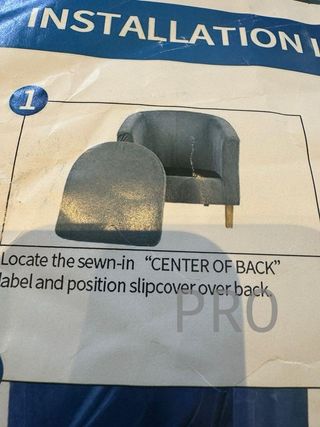 INSTALLATION
1
Locate the sewn-in “CENTER OF BACK”
label and position slipcover over back
PRO